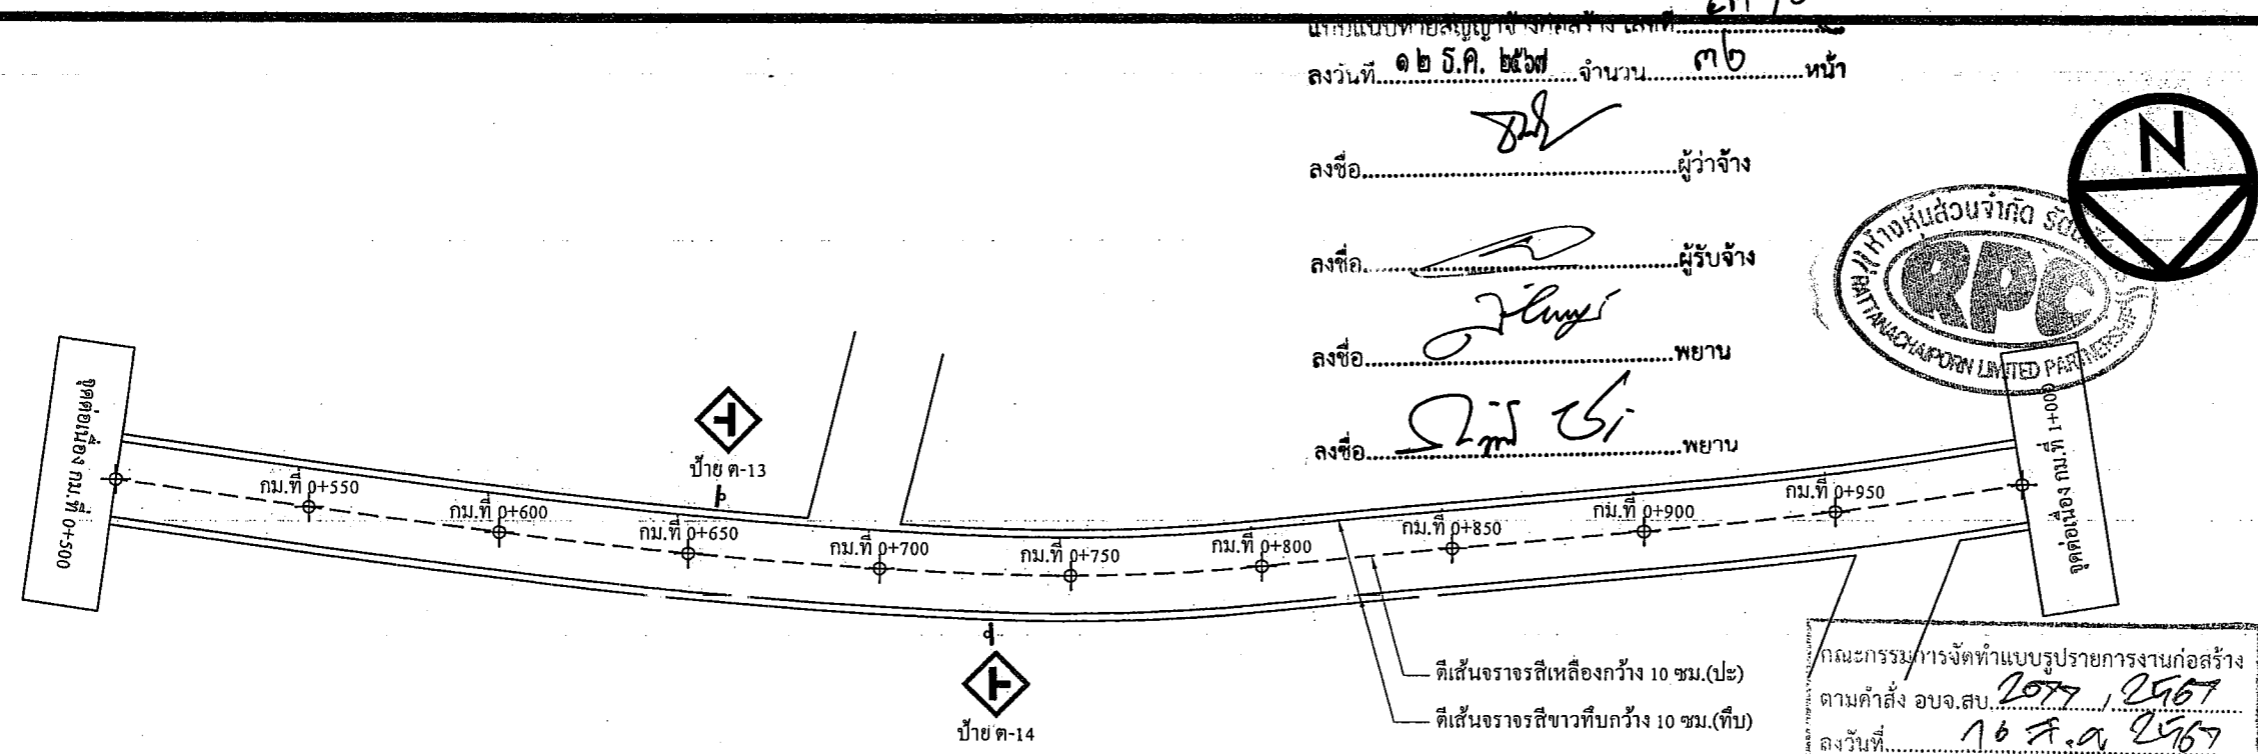 ลงวันที่ ๑๒ ธ.ค. ๒๕๖๗ จำนวน ๓๖ หน้า
ลงชื่อ ผู้ว่าจ้าง
ลงชื่อ ผู้รับจ้าง
ลงชื่อ พยาน
ลงชื่อ พยาน
N
ห้างหุ้นส่วนจำกัด
RPC
RATTANACHAIPORN LIMITED PARTNERSHIP
จุดต่อเนื่อง กม.ที่ 0+500
กม.ที่ 0+550
กม.ที่ 0+600
กม.ที่ 0+650
กม.ที่ 0+700
กม.ที่ 0+750
กม.ที่ 0+800
กม.ที่ 0+850
กม.ที่ 0+900
กม.ที่ 0+950
จุดต่อเนื่อง กม.ที่ 1+000
ป้าย ต-13
ป้าย ต-14
ตีเส้นจราจรสีเหลืองกว้าง 10 ซม.(ปะ)
ตีเส้นจราจรสีขาวทึบกว้าง 10 ซม.(ทึบ)
คณะกรรมการจัดทำแบบรูปรายการงานก่อสร้าง
ตามคำสั่ง อบจ.สบ. 2077 / 2567
ลงวันที่ 16 ส.ค. 2567